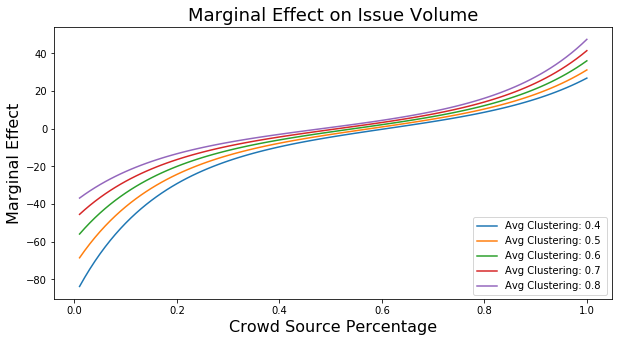 Marginal Effect on Issue Volume
Marginal Effect
40
20
0
−20
−40
−60
−80
0.0 0.2 0.4 0.6 0.8 1.0
Crowd Source Percentage
Avg Clustering: 0.4
Avg Clustering: 0.5
Avg Clustering: 0.6
Avg Clustering: 0.7
Avg Clustering: 0.8